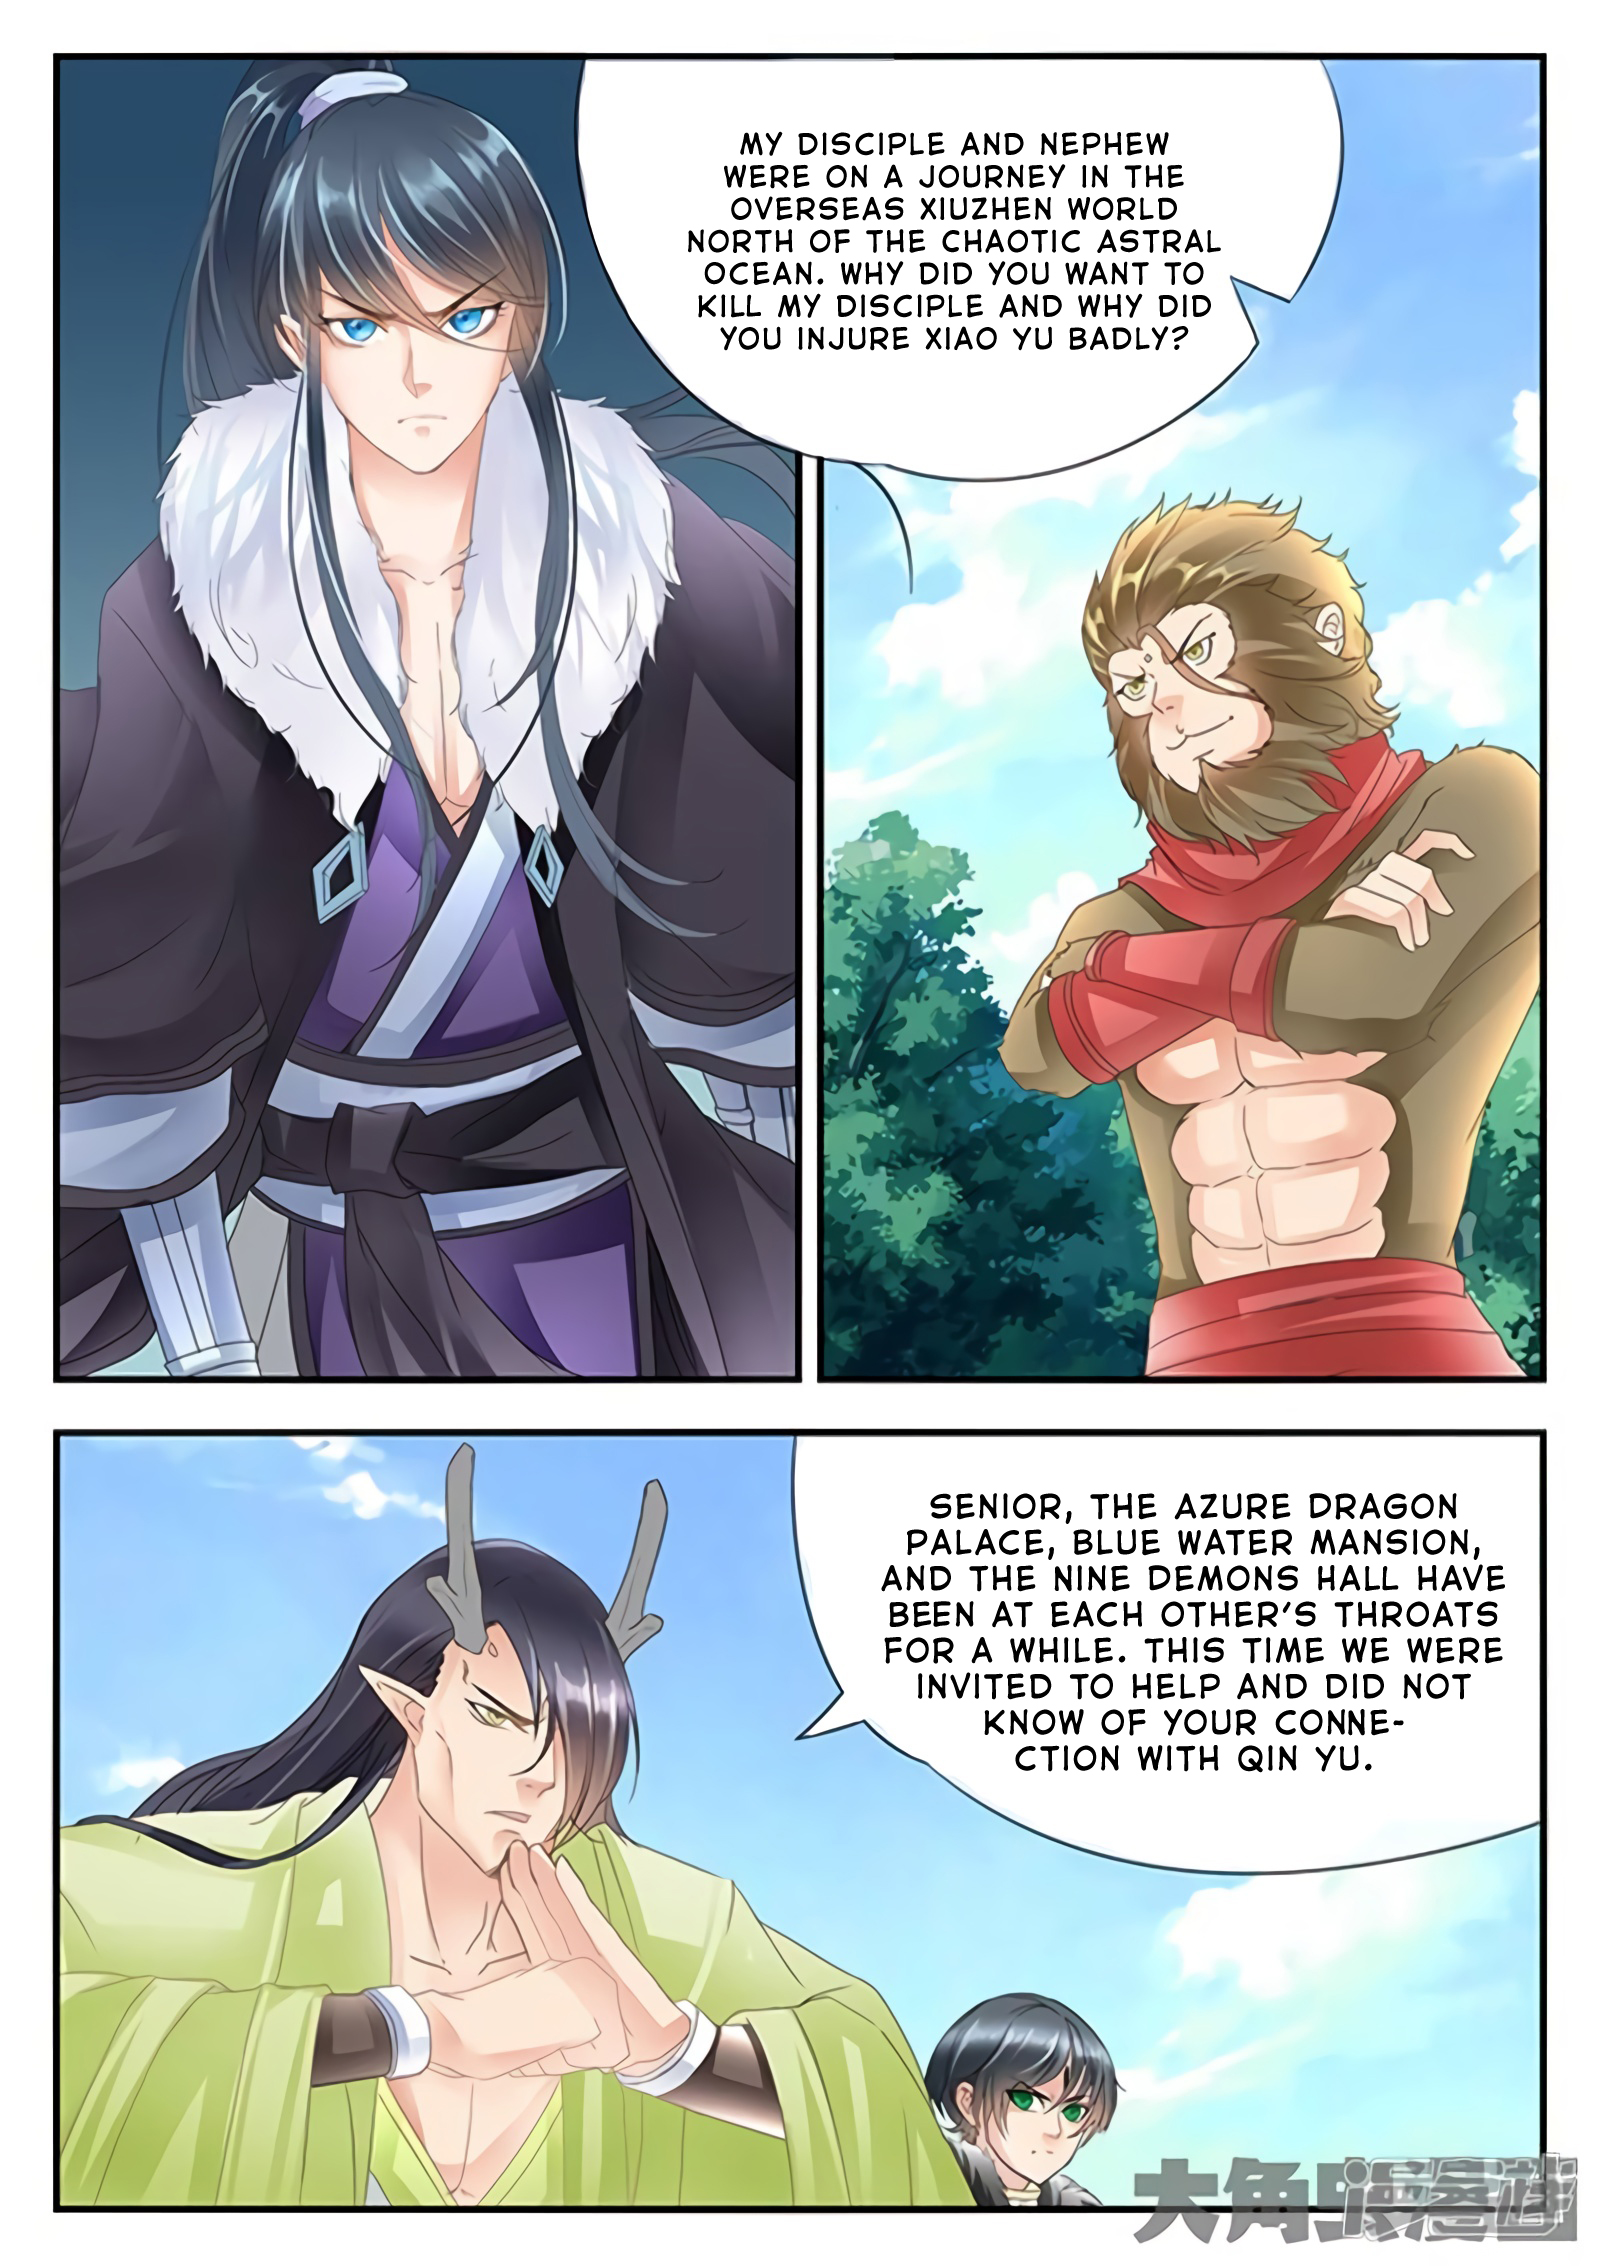 MY DISCIPLE AND NEPHEW
WERE ON A JOURNEY IN THE
OVERSEAS XIUZHEN WORLD
NORTH OF THE CHAOTIC ASTRAL
OCEAN. WHY DID YOU WANT TO
KILL MY DISCIPLE AND WHY DID
YOU INJURE XIAO YU BADLY?
SENIOR, THE AZURE DRAGON
PALACE, BLUE WATER MANSION,
AND THE NINE DEMONS HALL HAVE
BEEN AT EACH OTHER'S THROATS
FOR A WHILE. THIS TIME WE WERE
INVITED TO HELP AND DID NOT
KNOW OF YOUR CONNE-
CTION WITH QIN YU.
大角虫